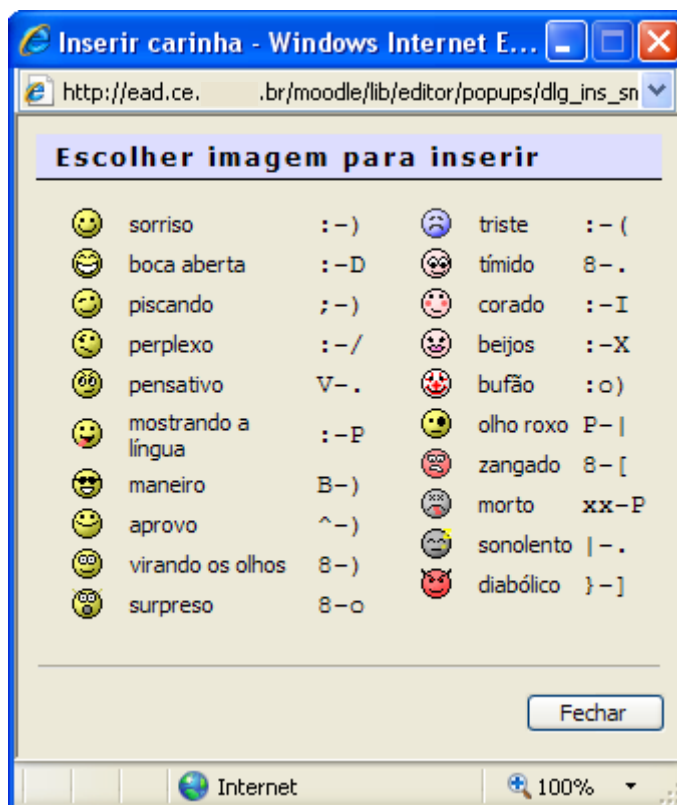 Inserir carinha - Windows Internet E...
http://ead.ce. .br/moodle/lib/editor/popups/dlg_ins_sm
Escolher imagem para inserir
sorriso :-)
boca aberta :-D
piscando ;-)
perplexo :-/
pensativo V-.
mostrando a
língua :-P
maneiro B-)
aprovo ^-)
virando os olhos 8-)
surpreso 8-o
triste :-(
tímido 8-.
corado :-I
beijos :-X
bufão :o)
olho roxo P-|
zangado 8-[
morto xx-P
sonolento |-.
diabólico }-]
Fechar
Internet 100%